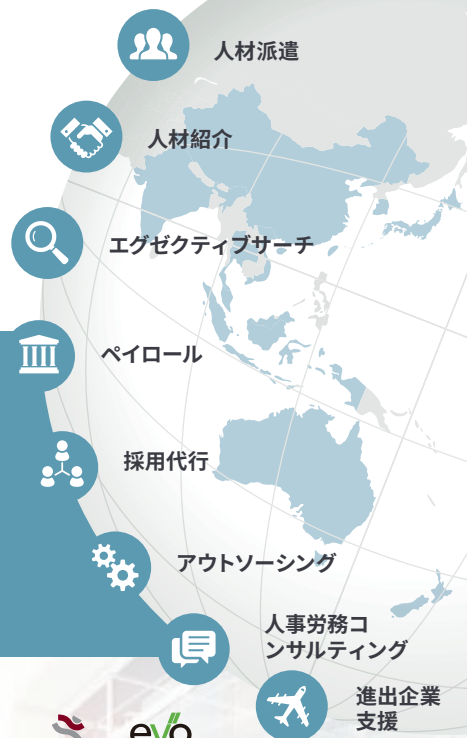 人材派遣
人材紹介
エグゼクティブサーチ
ペイロール
採用代行
アウトソーシング
人事労務コ
ンサルティング
進出企業
支援
evo